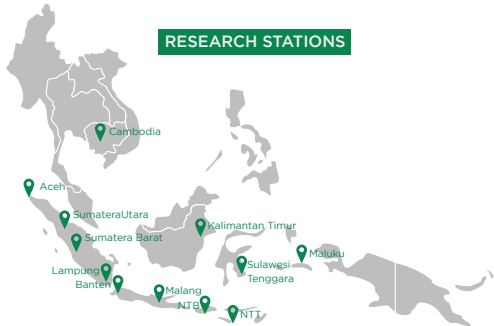 RESEARCH STATIONS
Cambodia
Aceh
SumateraUtara
Kalimantan Timur
Sumatera Barat
Maluku
Sulawesi
Tenggara
Lampung
Banten
Malang
NTB
NTT